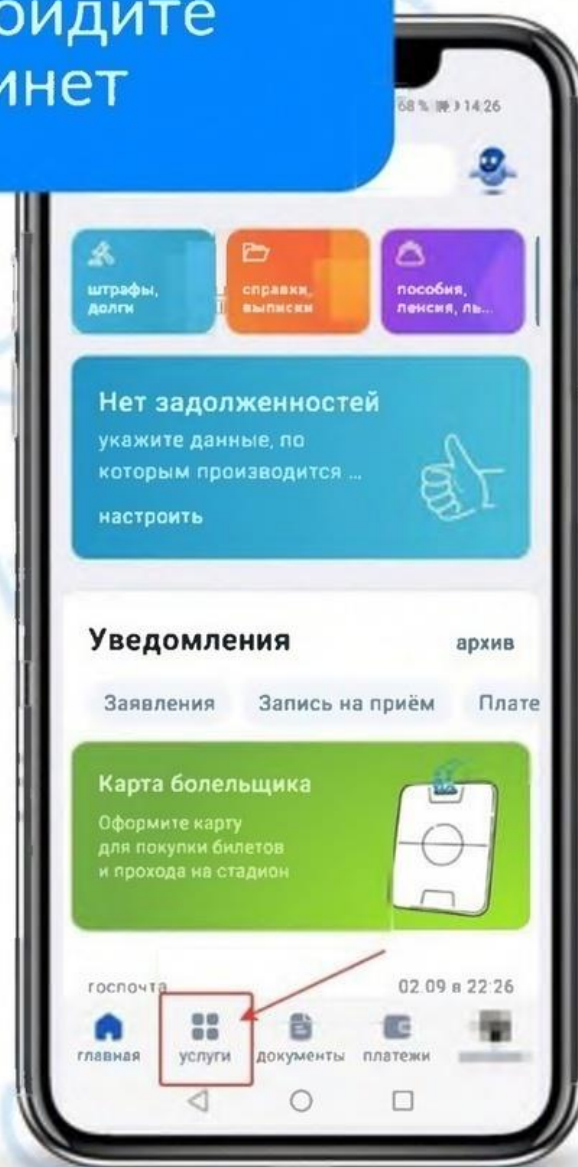 ойдите
инет
68 % 14:26
штрафы,
долги
справки,
выписки
пособия,
пенсия, ль...
Нет задолженностей
укажите данные, по
которым производится ...
настроить
Уведомления
архив
Заявления
Запись на приём
Плате
Карта болельщика
Оформите карту
для покупки билетов
и прохода на стадион
госпочта
02.09 в 22:26
главная
услуги
документы
платежи